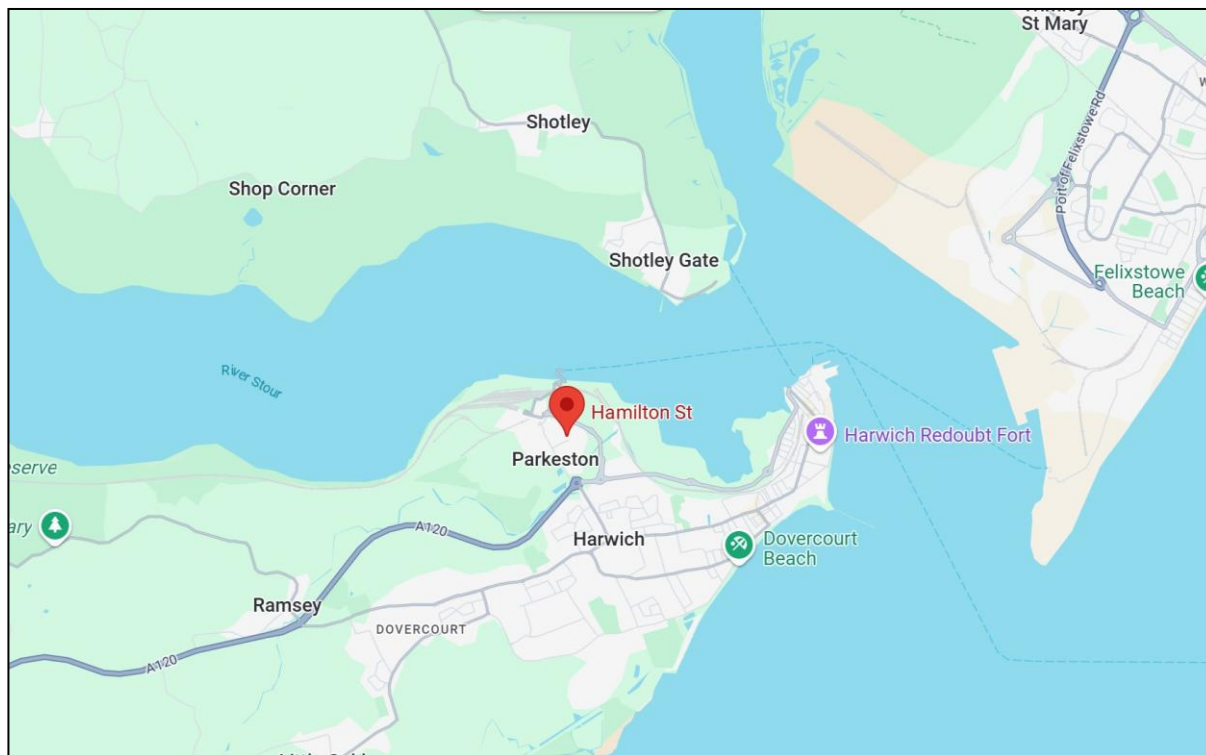 St Mary
Shotley
Port of Felixstowe Rd
Shop Corner
Shotley Gate
Felixstowe
Beach
River Stour
Hamilton St
Harwich Redoubt Fort
Parkeston
A120
Harwich
Dovercourt
Beach
Ramsey
DOVERCOURT
A120